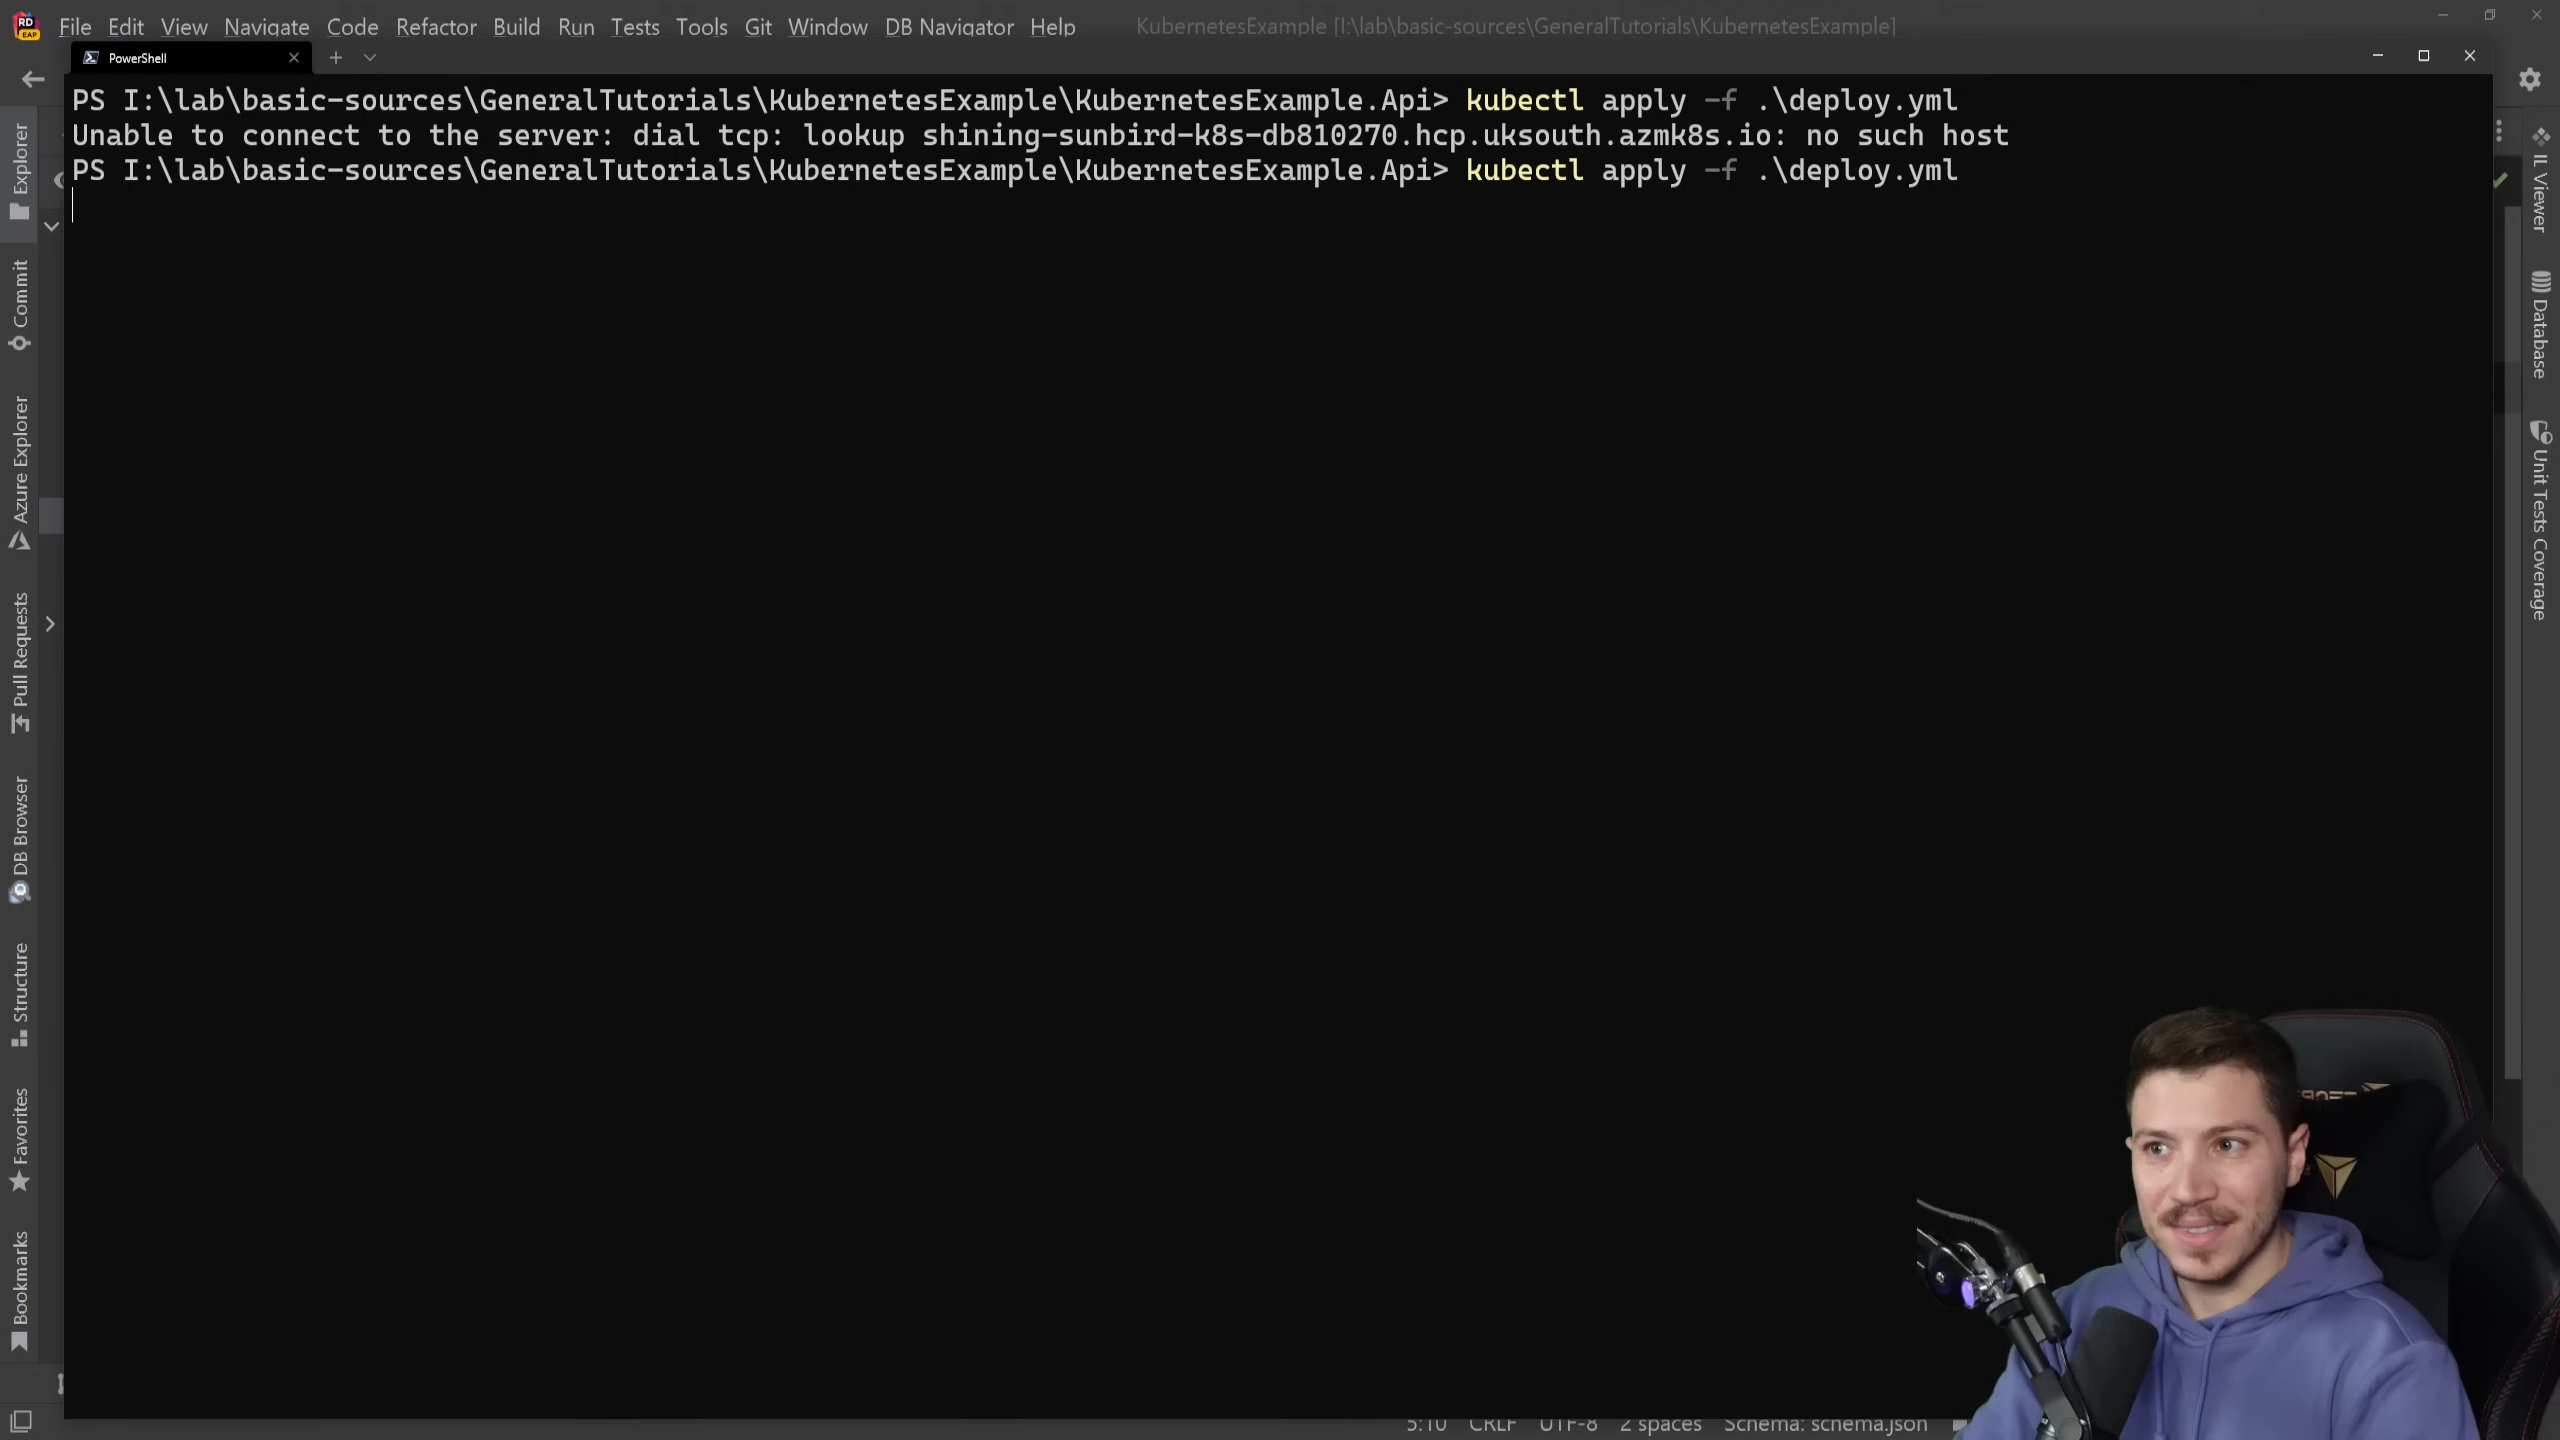 File Edit View Navigate Code Refactor Build Run Tests Tools Git Window DB Navigator Help KubernetesExample [I:\lab\basic-sources\GeneralTutorials\KubernetesExample]
PowerShell
PS I:\lab\basic-sources\GeneralTutorials\KubernetesExample\KubernetesExample.Api> kubectl apply -f .\deploy.yml
Unable to connect to the server: dial tcp: lookup shining-sunbird-k8s-db810270.hcp.uksouth.azmk8s.io: no such host
PS I:\lab\basic-sources\GeneralTutorials\KubernetesExample\KubernetesExample.Api> kubectl apply -f .\deploy.yml
Explorer
Commit
Azure Explorer
Pull Requests
DB Browser
Structure
Favorites
Bookmarks
IL Viewer
Database
Unit Tests Coverage
5:10 CRLF UTF-8 2 spaces Schema: schema.json
RD
EAP